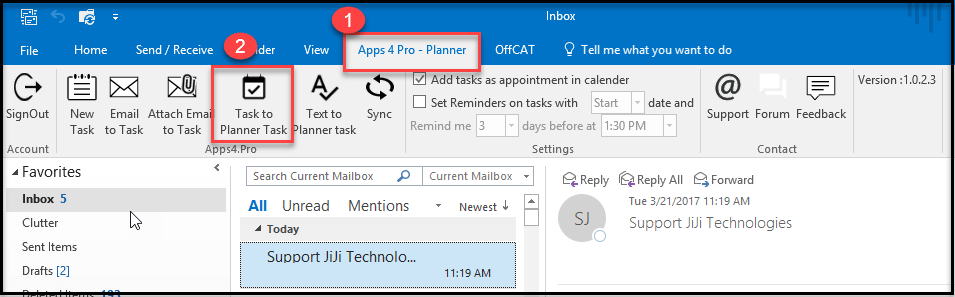 Inbox
1
2
File Home Send / Receive lder View Apps 4 Pro - Planner OffCAT Tell me what you want to do
SignOut
New Task
Email to Task
Attach Email to Task
Task to Planner Task
Text to Planner task
Sync
Add tasks as appointment in calender
Set Reminders on tasks with Start date and
Remind me 3 days before at 1:30 PM
@
Support Forum Feedback
Version :1.0.2.3
Account Apps4.Pro Settings Contact
Favorites
Inbox 5
Clutter
Sent Items
Drafts [2]
Deleted Items 193
Search Current Mailbox Current Mailbox
All Unread Mentions Newest ↓
Today
Support JiJi Technolo...
11:19 AM
Reply Reply All Forward
SJ
Tue 3/21/2017 11:19 AM
Support JiJi Technologies